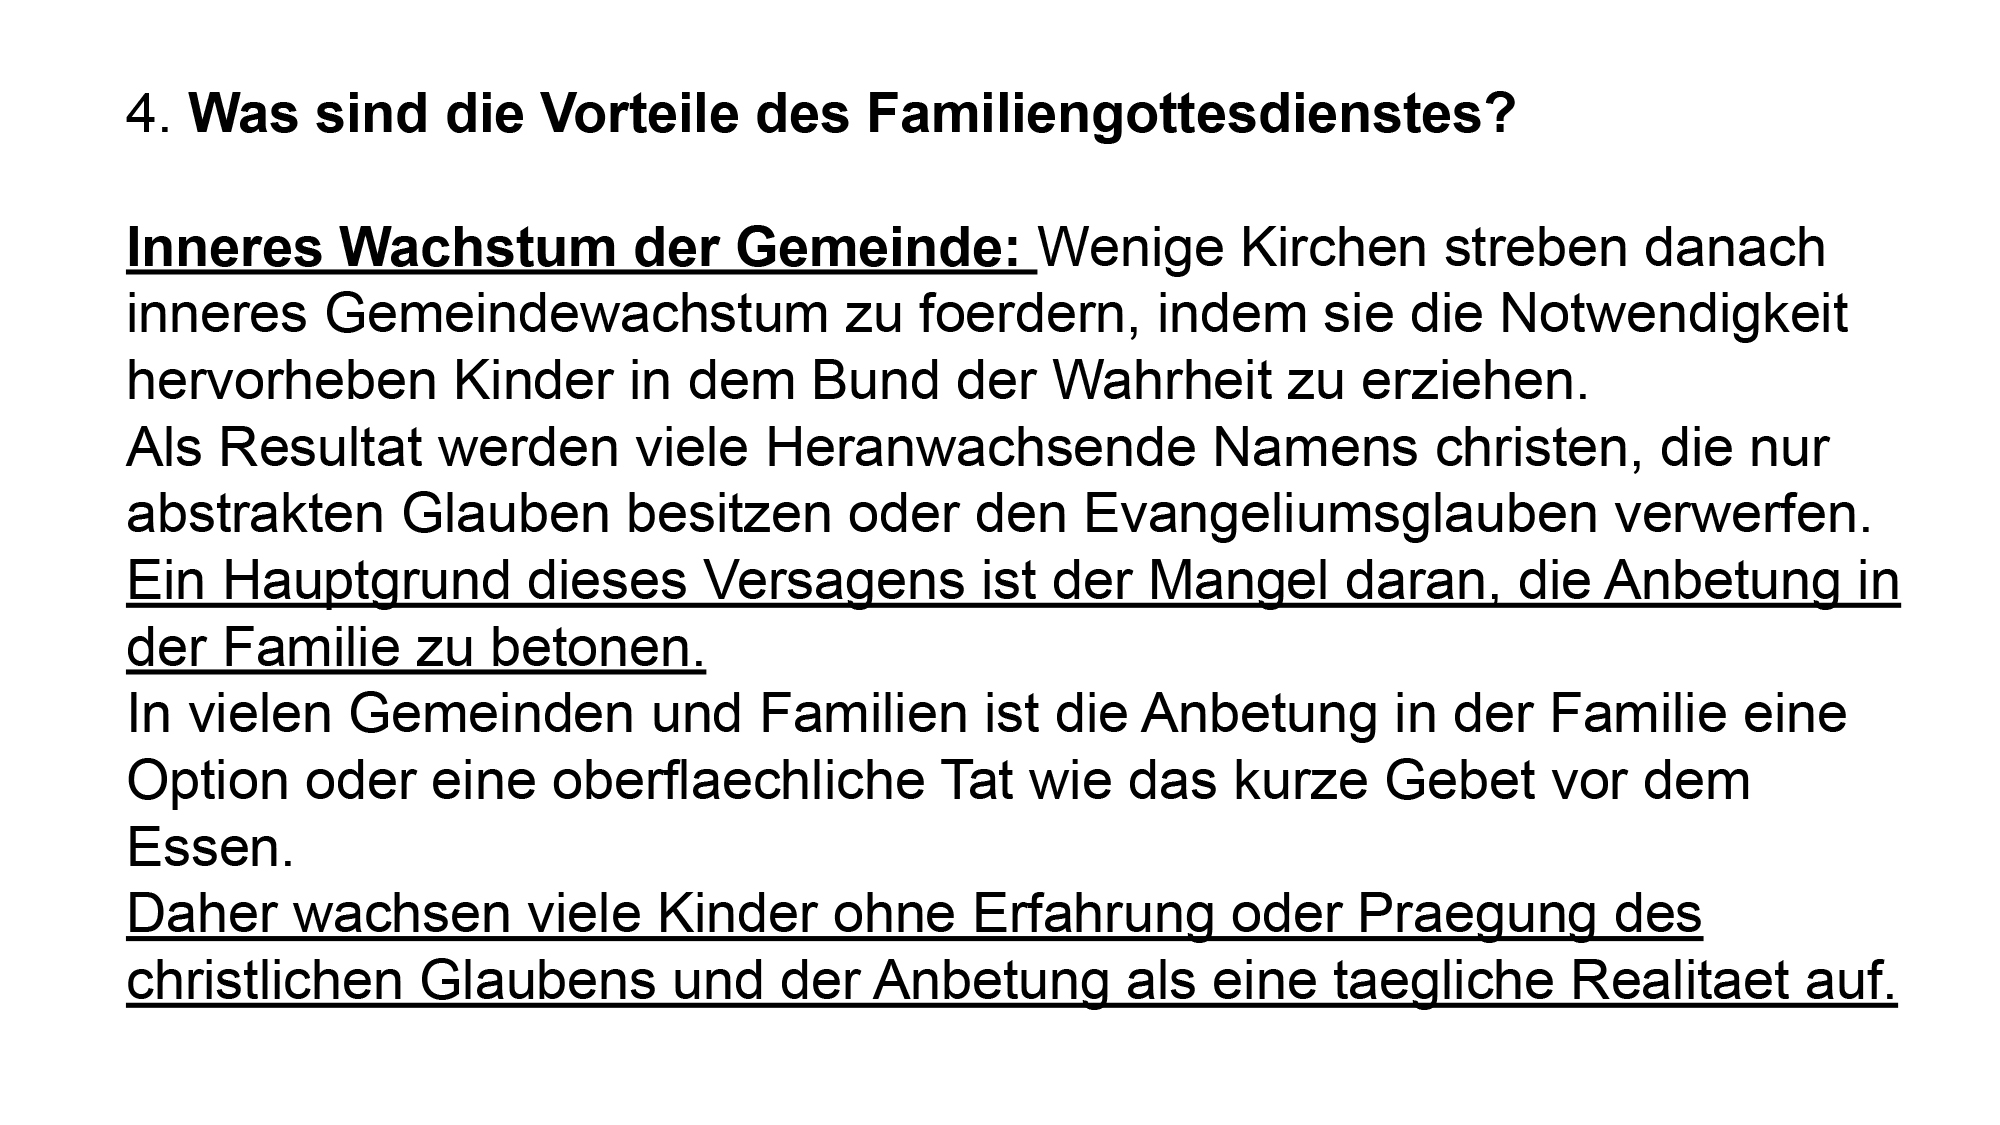 4. Was sind die Vorteile des Familiengottesdienstes?
Inneres Wachstum der Gemeinde: Wenige Kirchen streben danach
inneres Gemeindewachstum zu foerdern, indem sie die Notwendigkeit
hervorheben Kinder in dem Bund der Wahrheit zu erziehen.
Als Resultat werden viele Heranwachsende Namens christen, die nur
abstrakten Glauben besitzen oder den Evangeliumsglauben verwerfen.
Ein Hauptgrund dieses Versagens ist der Mangel daran, die Anbetung in
der Familie zu betonen.
In vielen Gemeinden und Familien ist die Anbetung in der Familie eine
Option oder eine oberflaechliche Tat wie das kurze Gebet vor dem
Essen.
Daher wachsen viele Kinder ohne Erfahrung oder Praegung des
christlichen Glaubens und der Anbetung als eine taegliche Realitaet auf.